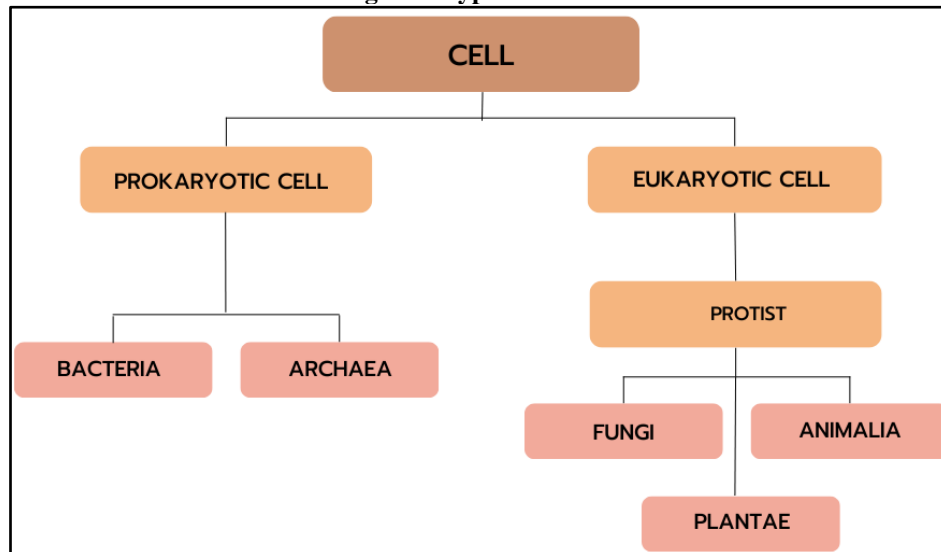 CELL
PROKARYOTIC CELL
EUKARYOTIC CELL
PROTIST
BACTERIA
ARCHAEA
FUNGI
ANIMALIA
PLANTAE